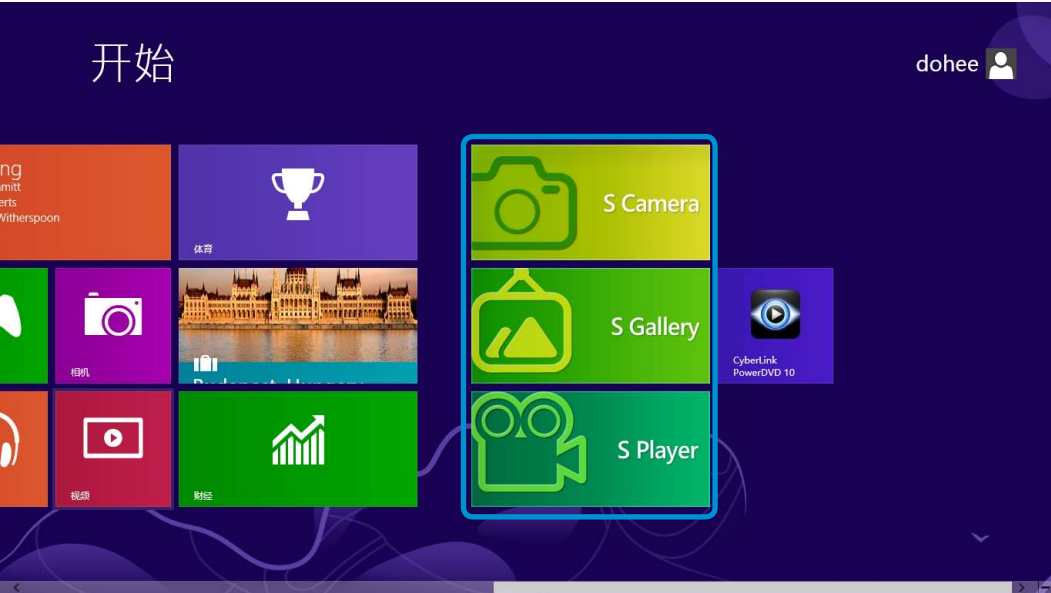 开始
dohee
ng
mitt
erts
Witherspoon
体育
S Camera
相机
S Gallery
CyberLink
PowerDVD 10
视频
财经
S Player